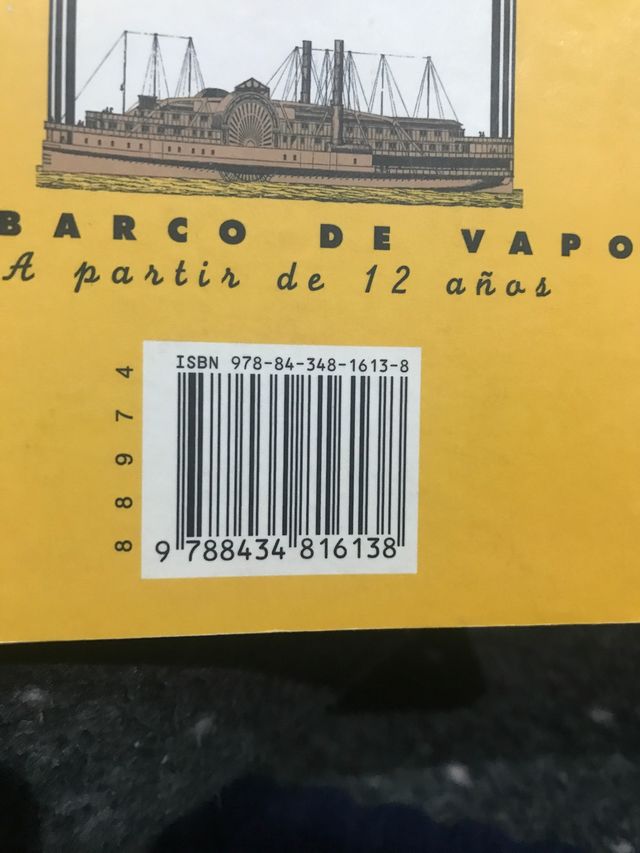 BARCO DE VAPO
A partir de 12 años
ISBN 978-84-348-1613-8
9 788434 816138
88974